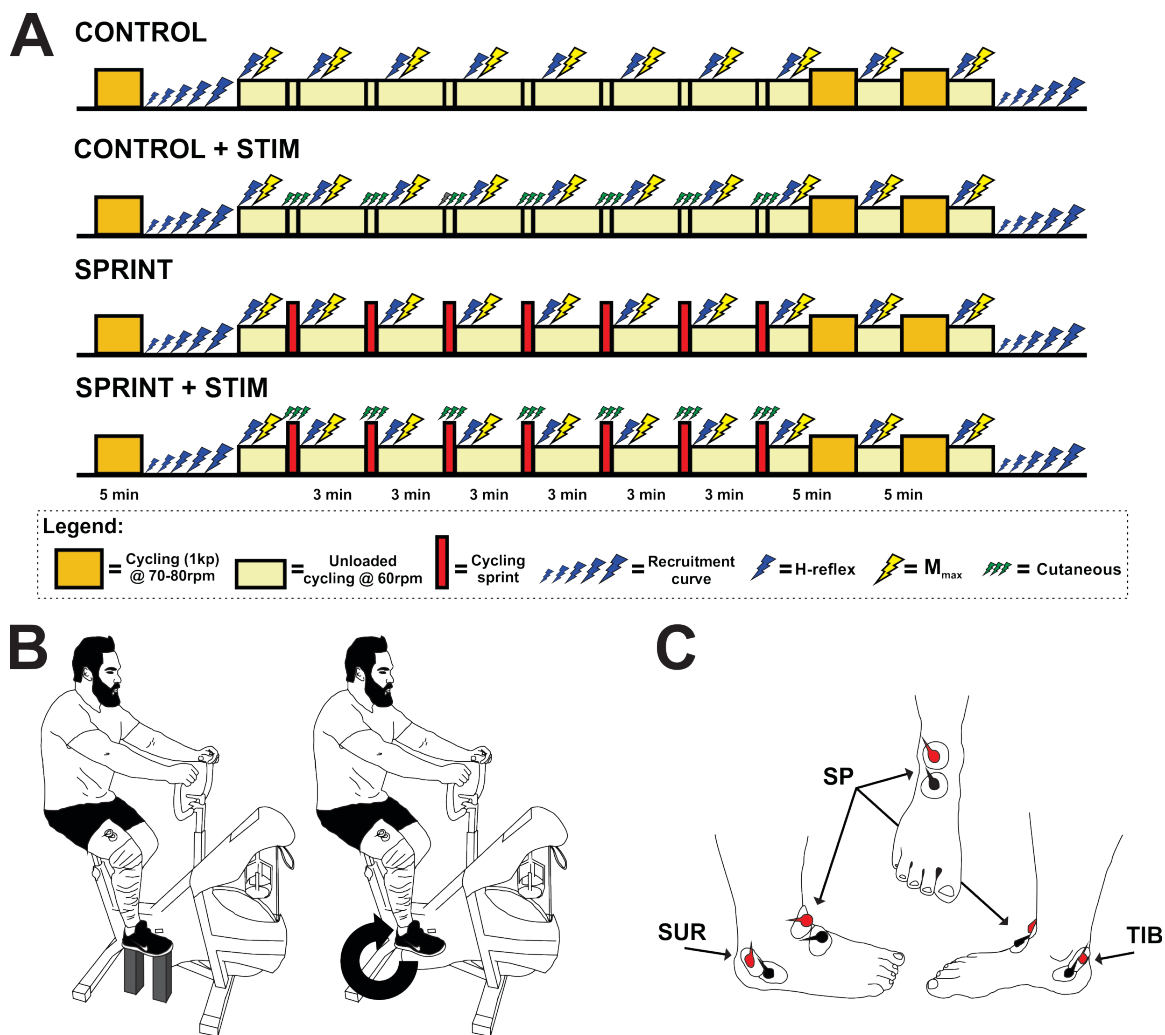 A
CONTROL
CONTROL + STIM
SPRINT
SPRINT + STIM
5 min 3 min 3 min 3 min 3 min 3 min 3 min 5 min 5 min
Legend:
= Cycling (1kp) @ 70-80rpm
= Unloaded cycling @ 60rpm
= Cycling sprint
= Recruitment curve
= H-reflex
= Mmax
= Cutaneous
B
C
SP
SUR
TIB